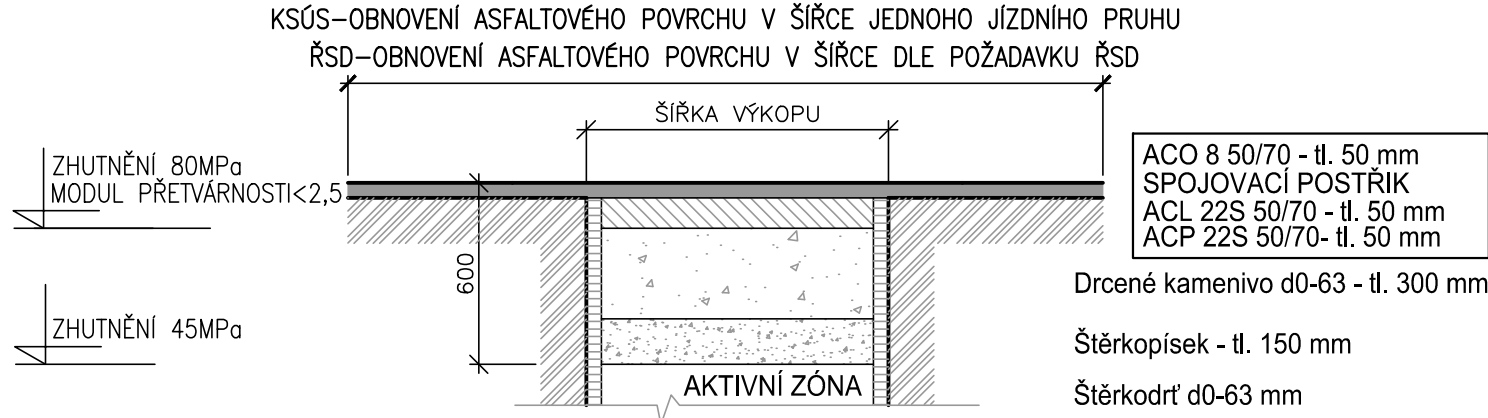 KSÚS-OBNOVENÍ ASFALTOVÉHO POVRCHU V ŠÍŘCE JEDNOHO JÍZDNÍHO PRUHU
ŘSD-OBNOVENÍ ASFALTOVÉHO POVRCHU V ŠÍŘCE DLE POŽADAVKU ŘSD
ŠÍŘKA VÝKOPU
ZHUTNĚNÍ 80MPa
MODUL PŘETVÁRNOSTI<2,5
ACO 8 50/70 - tl. 50 mm
SPOJOVACÍ POSTŘIK
ACL 22S 50/70 - tl. 50 mm
ACP 22S 50/70- tl. 50 mm
600
Drcené kamenivo d0-63 - tl. 300 mm
ZHUTNĚNÍ 45MPa
Štěrkopísek - tl. 150 mm
AKTIVNÍ ZÓNA
Štěrkodrť d0-63 mm